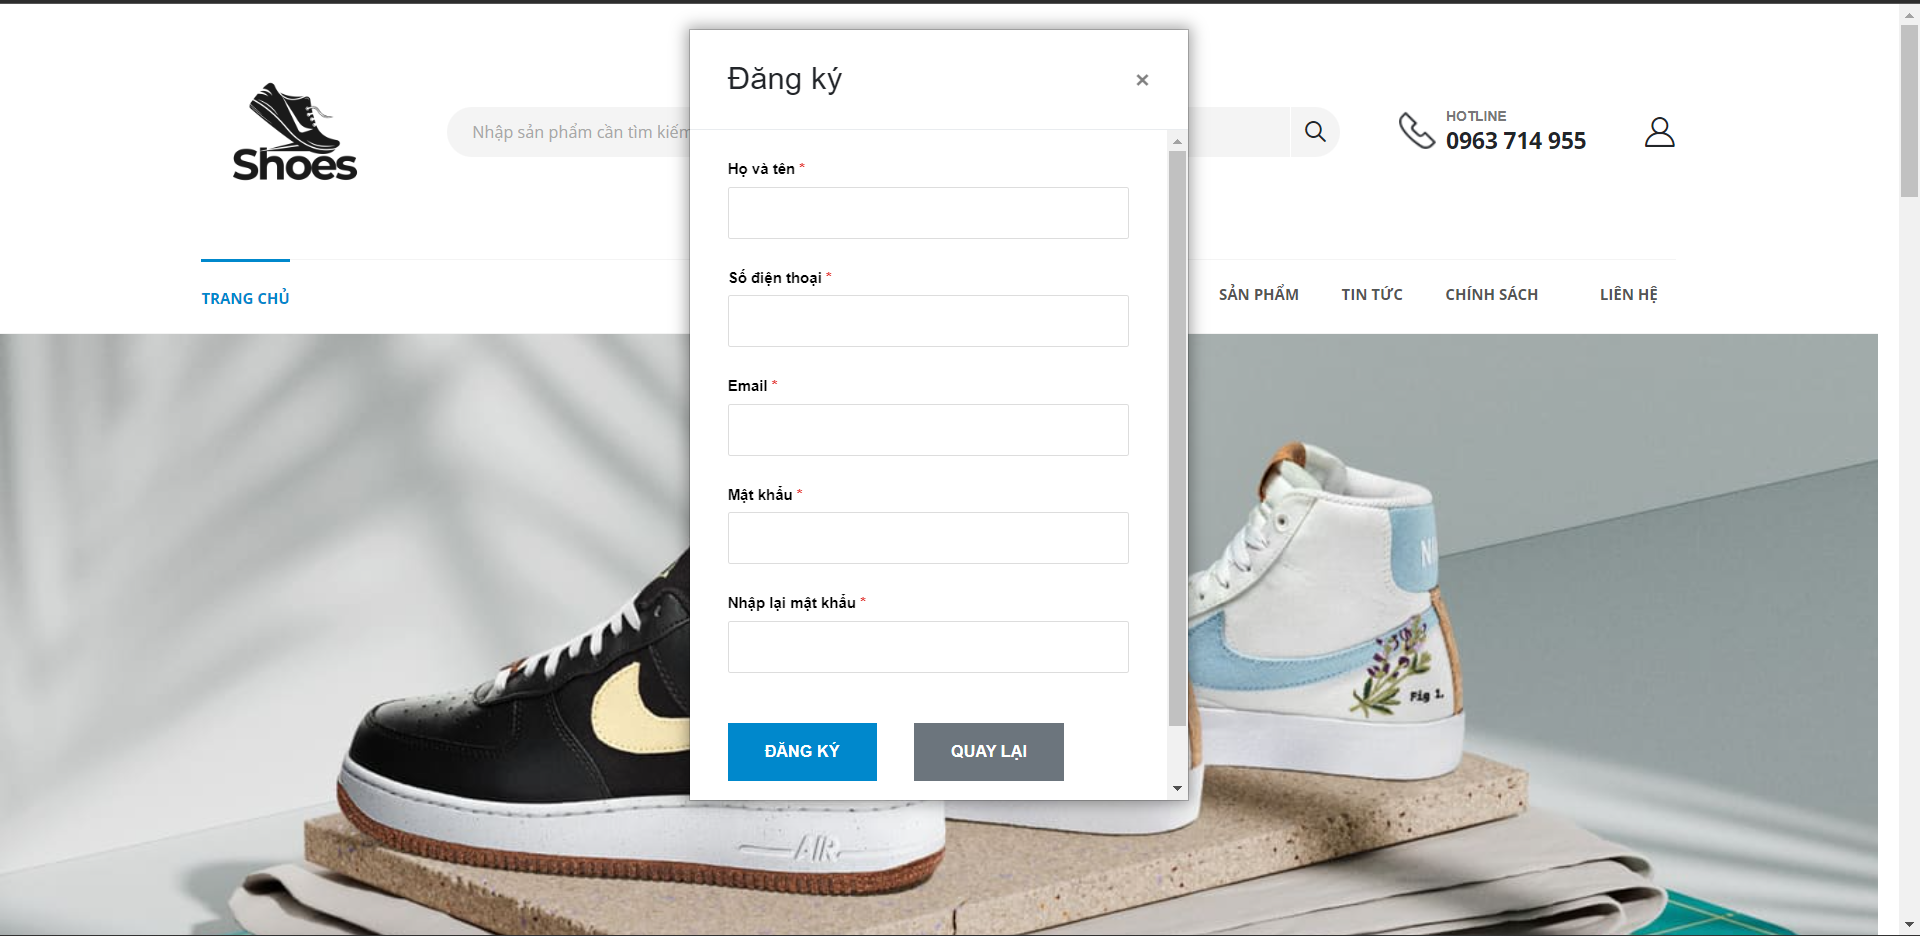 Shoes
Nhập sản phẩm cần tìm kiếm
HOTLINE
0963 714 955
TRANG CHỦ
SẢN PHẨM
TIN TỨC
CHÍNH SÁCH
LIÊN HỆ
Đăng ký
×
Họ và tên *
Số điện thoại *
Email *
Mật khẩu *
Nhập lại mật khẩu *
ĐĂNG KÝ
QUAY LẠI
Fig 1.
AIR